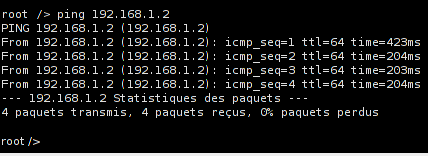 root /> ping 192.168.1.2
PING 192.168.1.2 (192.168.1.2)
From 192.168.1.2 (192.168.1.2): icmp_seq=1 ttl=64 time=423ms
From 192.168.1.2 (192.168.1.2): icmp_seq=2 ttl=64 time=204ms
From 192.168.1.2 (192.168.1.2): icmp_seq=3 ttl=64 time=203ms
From 192.168.1.2 (192.168.1.2): icmp_seq=4 ttl=64 time=204ms
--- 192.168.1.2 Statistiques des paquets ---
4 paquets transmis, 4 paquets reçus, 0% paquets perdus
root/>